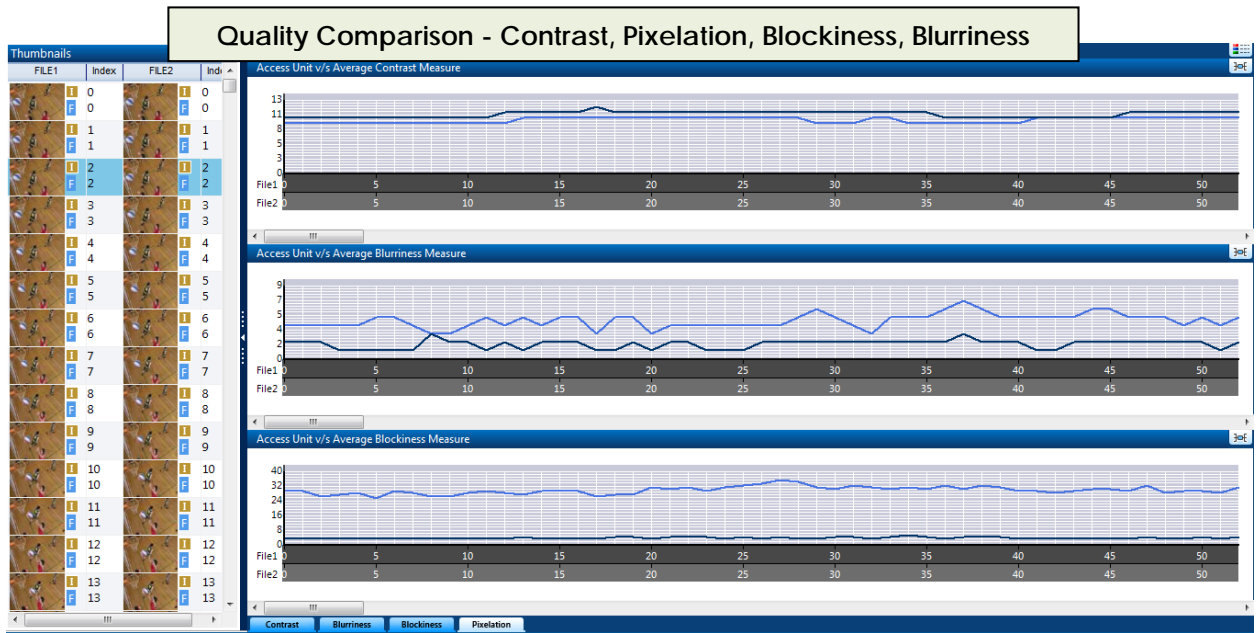 Quality Comparison - Contrast, Pixelation, Blockiness, Blurriness
Thumbnails
FILE1 Index FILE2 Inde
I 0 I 0
F 0 F 0
I 1 I 1
F 1 F 1
I 2 I 2
F 2 F 2
I 3 I 3
F 3 F 3
I 4 I 4
F 4 F 4
I 5 I 5
F 5 F 5
I 6 I 6
F 6 F 6
I 7 I 7
F 7 F 7
I 8 I 8
F 8 F 8
I 9 I 9
F 9 F 9
I 10 I 10
F 10 F 10
I 11 I 11
F 11 F 11
I 12 I 12
F 12 F 12
I 13 I 13
F 13 F 13
Access Unit v/s Average Contrast Measure
13
11
8
5
3
0
File1 0 5 10 15 20 25 30 35 40 45 50
File2 0 5 10 15 20 25 30 35 40 45 50
Access Unit v/s Average Blurriness Measure
9
7
5
4
2
0
File1 0 5 10 15 20 25 30 35 40 45 50
File2 0 5 10 15 20 25 30 35 40 45 50
Access Unit v/s Average Blockiness Measure
40
32
24
16
8
0
File1 0 5 10 15 20 25 30 35 40 45 50
File2 0 5 10 15 20 25 30 35 40 45 50
Contrast Blurriness Blockiness Pixelation